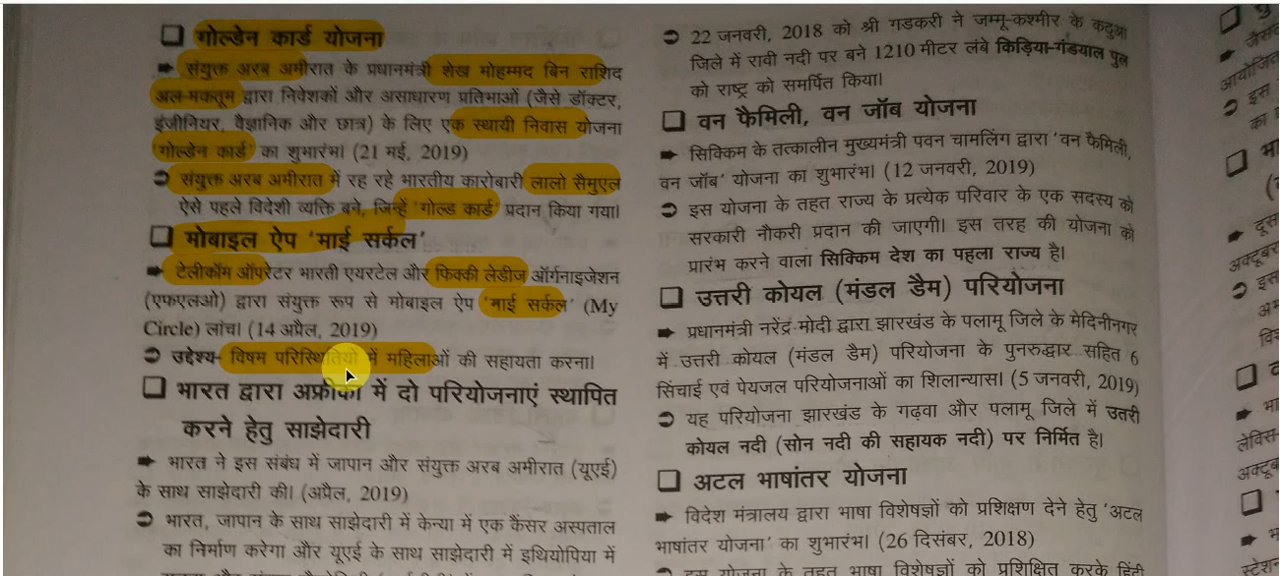 ❑ गोल्डेन कार्ड योजना
➨ संयुक्त अरब अमीरात के प्रधानमंत्री शेख मोहम्मद बिन राशिद
अल-मकतूम द्वारा निवेशकों और असाधारण प्रतिभाओं (जैसे डॉक्टर,
इंजीनियर, वैज्ञानिक और छात्र) के लिए एक स्थायी निवास योजना
'गोल्डेन कार्ड' का शुभारंभ। (21 मई, 2019)
➲ संयुक्त अरब अमीरात में रह रहे भारतीय कारोबारी लालो सैमुएल
ऐसे पहले विदेशी व्यक्ति बने, जिन्हें 'गोल्ड कार्ड' प्रदान किया गया।
❑ मोबाइल ऐप 'माई सर्कल'
➨ टेलीकॉम ऑपरेटर भारती एयरटेल और फिक्की लेडीज ऑर्गनाइजेशन
(एफएलओ) द्वारा संयुक्त रूप से मोबाइल ऐप 'माई सर्कल' (My
Circle) लांच। (14 अप्रैल, 2019)
➲ उद्देश्य- विषम परिस्थितियों में महिलाओं की सहायता करना।
❑ भारत द्वारा अफ्रीका में दो परियोजनाएं स्थापित
करने हेतु साझेदारी
➨ भारत ने इस संबंध में जापान और संयुक्त अरब अमीरात (यूएई)
के साथ साझेदारी की। (अप्रैल, 2019)
➲ भारत, जापान के साथ साझेदारी में केन्या में एक कैंसर अस्पताल
का निर्माण करेगा और यूएई के साथ साझेदारी में इथियोपिया में
➲ 22 जनवरी, 2018 को श्री गडकरी ने जम्मू-कश्मीर के कठुआ
जिले में रावी नदी पर बने 1210 मीटर लंबे किड़िया-गंडयाल पुल
को राष्ट्र को समर्पित किया।
❑ वन फैमिली, वन जॉब योजना
➨ सिक्किम के तत्कालीन मुख्यमंत्री पवन चामलिंग द्वारा 'वन फैमिली,
वन जॉब' योजना का शुभारंभ। (12 जनवरी, 2019)
➲ इस योजना के तहत राज्य के प्रत्येक परिवार के एक सदस्य को
सरकारी नौकरी प्रदान की जाएगी। इस तरह की योजना को
प्रारंभ करने वाला सिक्किम देश का पहला राज्य है।
❑ उत्तरी कोयल (मंडल डैम) परियोजना
➨ प्रधानमंत्री नरेंद्र मोदी द्वारा झारखंड के पलामू जिले के मेदिनीनगर
में उत्तरी कोयल (मंडल डैम) परियोजना के पुनरुद्धार सहित 6
सिंचाई एवं पेयजल परियोजनाओं का शिलान्यास। (5 जनवरी, 2019)
➲ यह परियोजना झारखंड के गढ़वा और पलामू जिले में उतरी
कोयल नदी (सोन नदी की सहायक नदी) पर निर्मित है।
❑ अटल भाषांतर योजना
➨ विदेश मंत्रालय द्वारा भाषा विशेषज्ञों को प्रशिक्षण देने हेतु 'अटल
भाषांतर योजना' का शुभारंभ। (26 दिसंबर, 2018)
➲ इस योजना के तहत भाषा विशेषज्ञों को प्रशिक्षित करके हिंदी